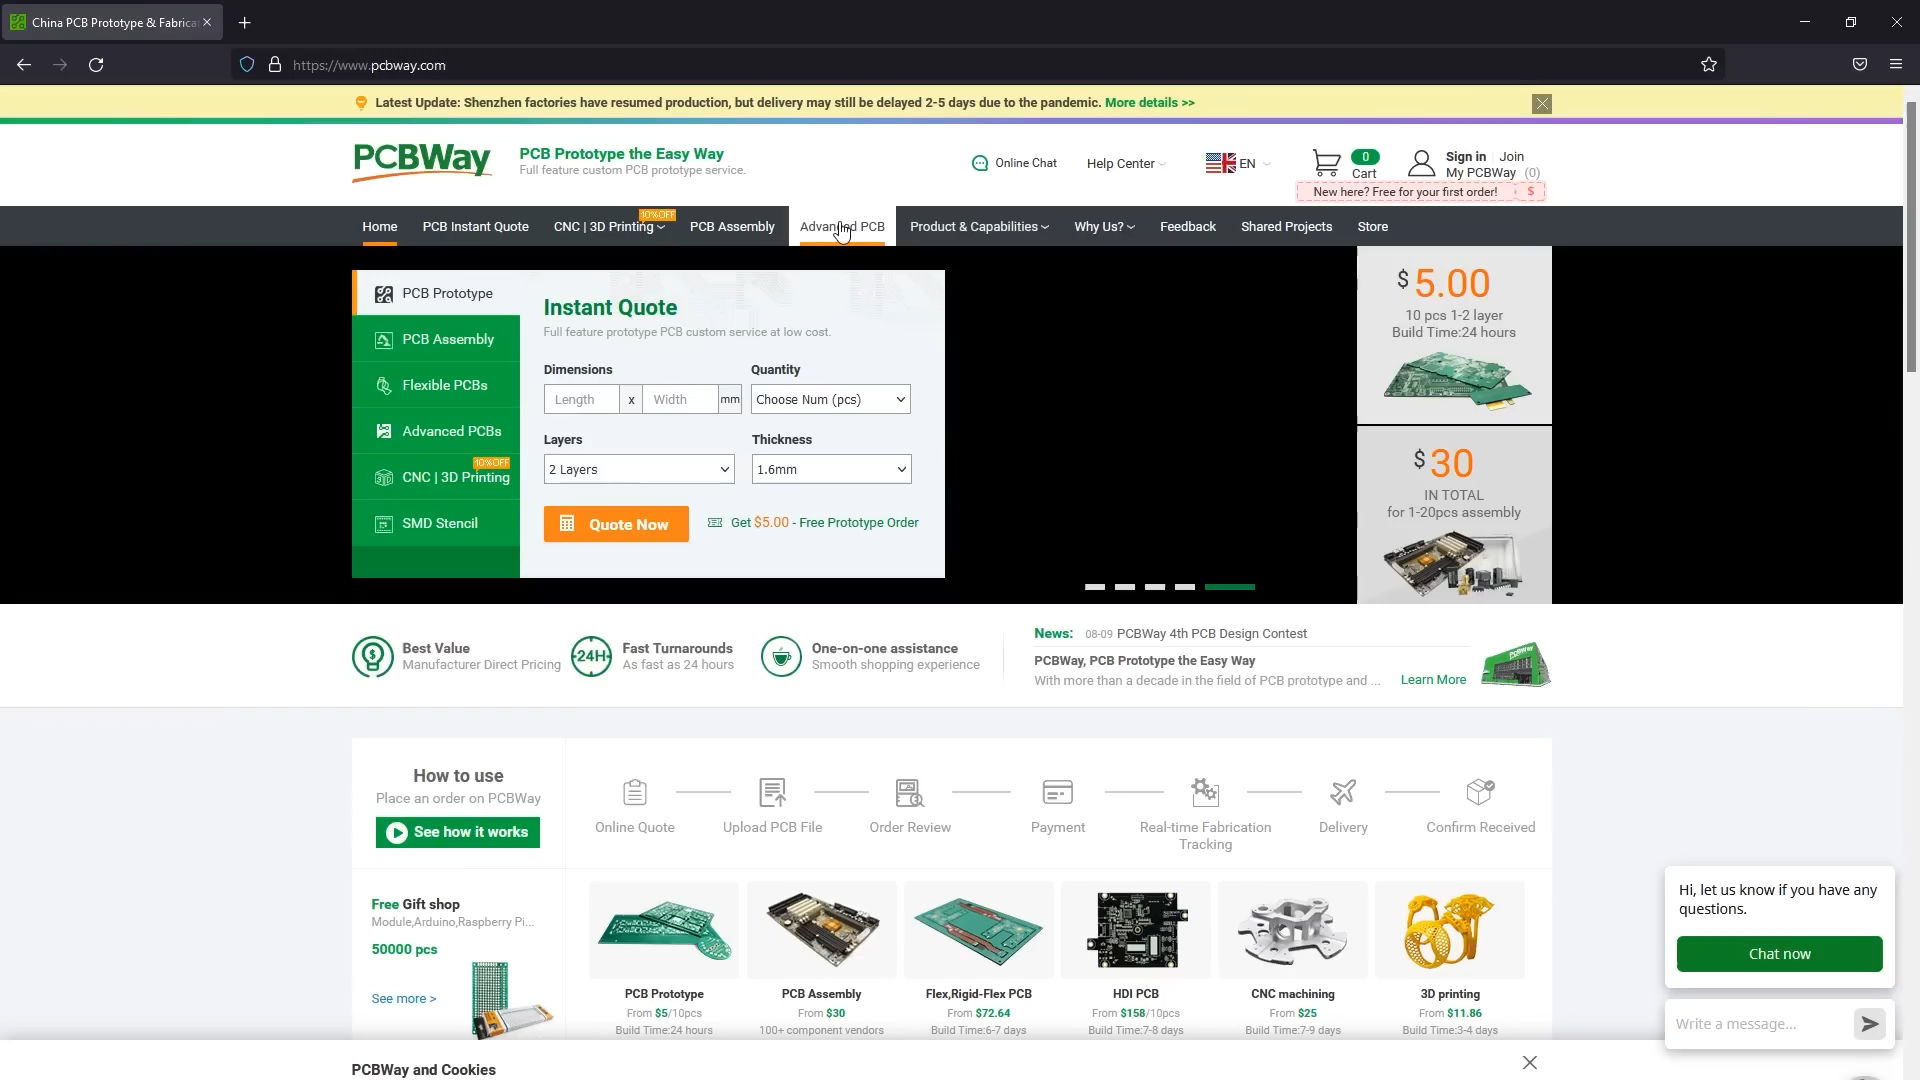 China PCB Prototype & Fabrica
https://www.pcbway.com
Latest Update: Shenzhen factories have resumed production, but delivery may still be delayed 2-5 days due to the pandemic. More details >>
PCBWay
PCB Prototype the Easy Way
Full feature custom PCB prototype service.
Online Chat
Help Center
EN
0
Cart
Sign in Join
My PCBWay (0)
New here? Free for your first order! $
Home
PCB Instant Quote
CNC | 3D Printing
10%OFF
PCB Assembly
Advanced PCB
Product & Capabilities
Why Us?
Feedback
Shared Projects
Store
PCB Prototype
PCB Assembly
Flexible PCBs
Advanced PCBs
10%OFF
CNC | 3D Printing
SMD Stencil
Instant Quote
Full feature prototype PCB custom service at low cost.
Dimensions
Quantity
Length x Width mm
Choose Num (pcs)
Layers
Thickness
2 Layers
1.6mm
Quote Now
Get $5.00 - Free Prototype Order
$ 5.00
10 pcs 1-2 layer
Build Time:24 hours
$ 30
IN TOTAL
for 1-20pcs assembly
Best Value
Manufacturer Direct Pricing
24H
Fast Turnarounds
As fast as 24 hours
One-on-one assistance
Smooth shopping experience
News: 08-09 PCBWay 4th PCB Design Contest
PCBWay, PCB Prototype the Easy Way
With more than a decade in the field of PCB prototype and ...
Learn More
How to use
Place an order on PCBWay
See how it works
Online Quote
Upload PCB File
Order Review
Payment
Real-time Fabrication
Tracking
Delivery
Confirm Received
Free Gift shop
Module,Arduino,Raspberry Pi...
50000 pcs
See more >
PCB Prototype
From $5/10pcs
Build Time:24 hours
PCB Assembly
From $30
100+ component vendors
Flex,Rigid-Flex PCB
From $72.64
Build Time:6-7 days
HDI PCB
From $158/10pcs
Build Time:7-8 days
CNC machining
From $25
Build Time:7-9 days
3D printing
From $11.86
Build Time:3-4 days
Hi, let us know if you have any
questions.
Chat now
Write a message...
PCBWay and Cookies